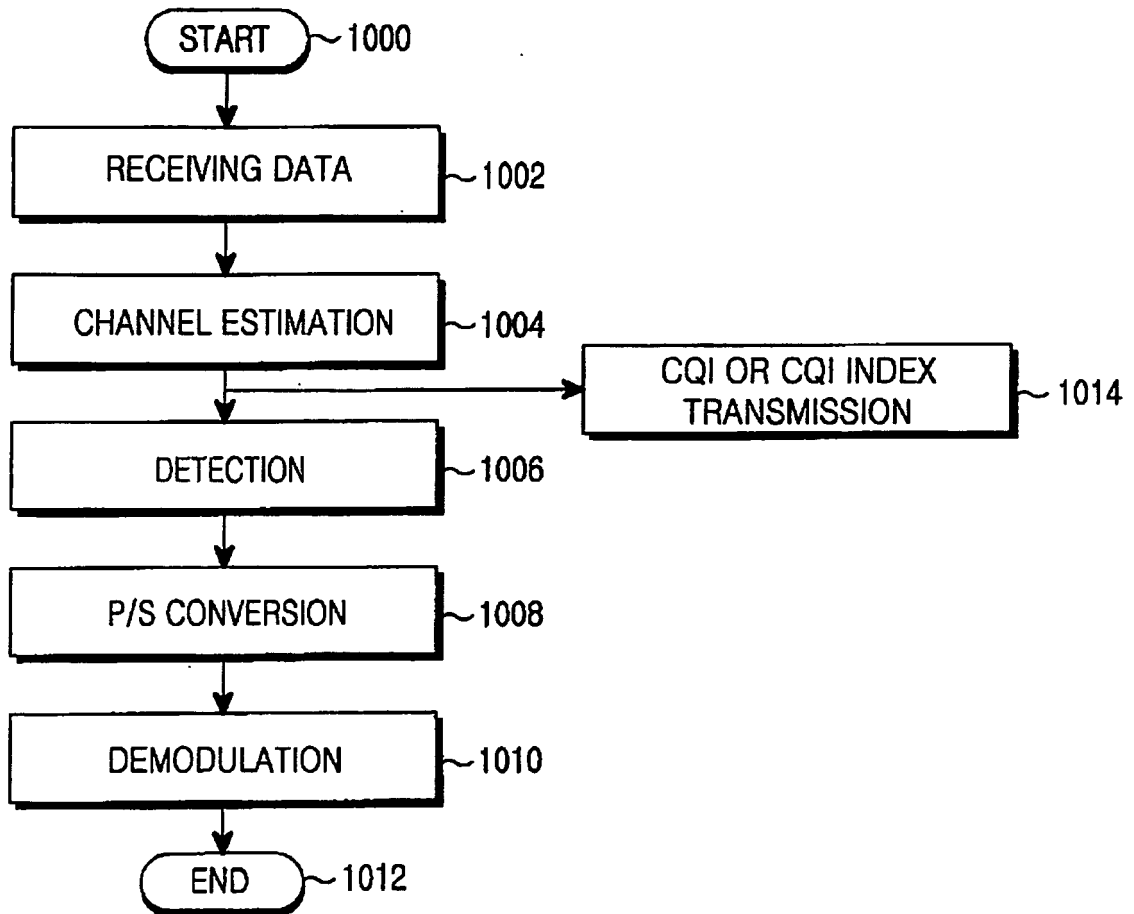 START
1000
RECEIVING DATA
1002
CHANNEL ESTIMATION
1004
CQI OR CQI INDEX
TRANSMISSION
1014
DETECTION
1006
P/S CONVERSION
1008
DEMODULATION
1010
END
1012